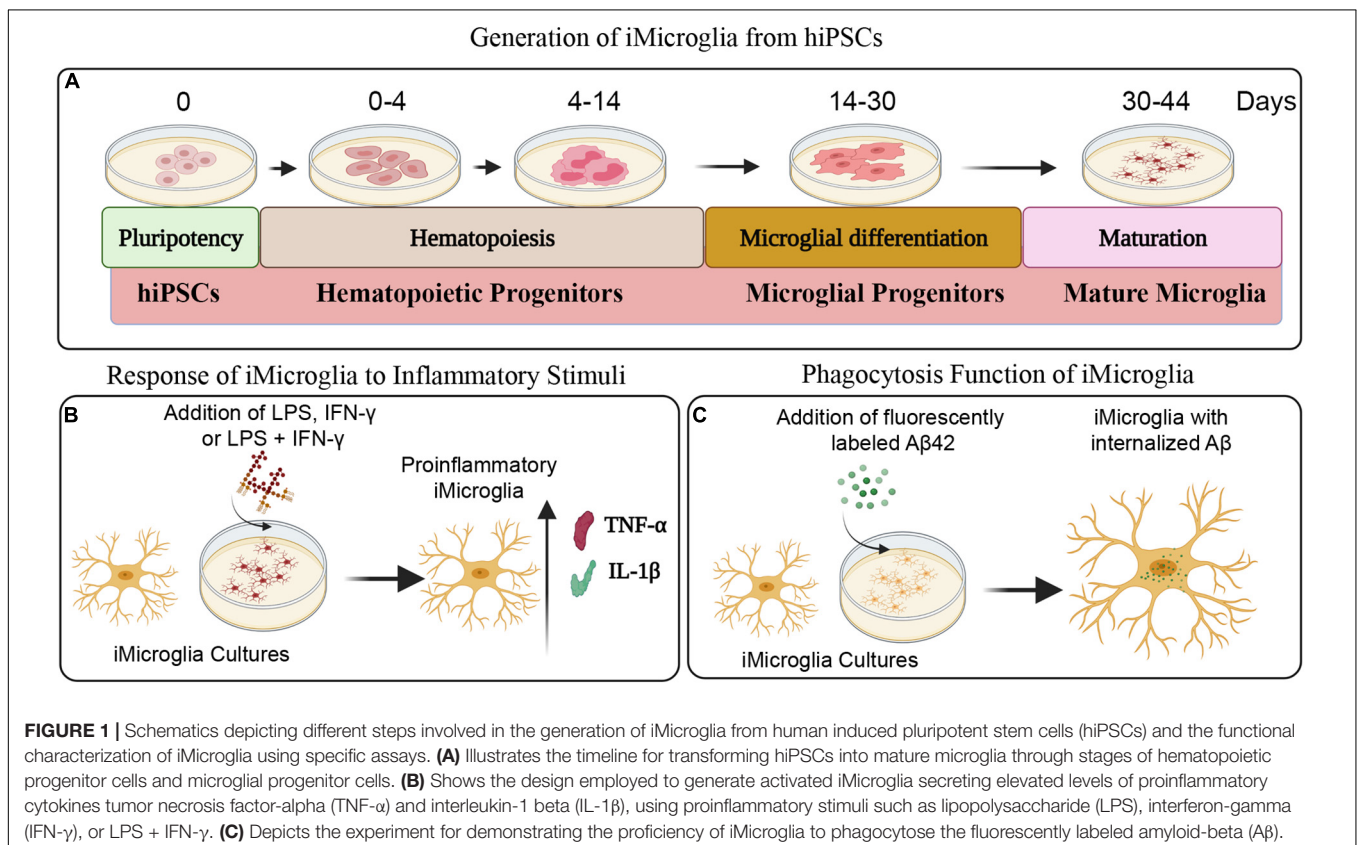 Generation of iMicroglia from hiPSCs
A
0 0-4 4-14 14-30 30-44 Days
Pluripotency Hematopoiesis Microglial differentiation Maturation
hiPSCs Hematopoietic Progenitors Microglial Progenitors Mature Microglia
Response of iMicroglia to Inflammatory Stimuli
B
Addition of LPS, IFN-γ
or LPS + IFN-γ
Proinflammatory
iMicroglia
TNF-α
IL-1β
iMicroglia Cultures
Phagocytosis Function of iMicroglia
C
Addition of fluorescently
labeled Aβ42
iMicroglia with
internalized Aβ
iMicroglia Cultures
FIGURE 1 | Schematics depicting different steps involved in the generation of iMicroglia from human induced pluripotent stem cells (hiPSCs) and the functional
characterization of iMicroglia using specific assays. (A) Illustrates the timeline for transforming hiPSCs into mature microglia through stages of hematopoietic
progenitor cells and microglial progenitor cells. (B) Shows the design employed to generate activated iMicroglia secreting elevated levels of proinflammatory
cytokines tumor necrosis factor-alpha (TNF-α) and interleukin-1 beta (IL-1β), using proinflammatory stimuli such as lipopolysaccharide (LPS), interferon-gamma
(IFN-γ), or LPS + IFN-γ. (C) Depicts the experiment for demonstrating the proficiency of iMicroglia to phagocytose the fluorescently labeled amyloid-beta (Aβ).